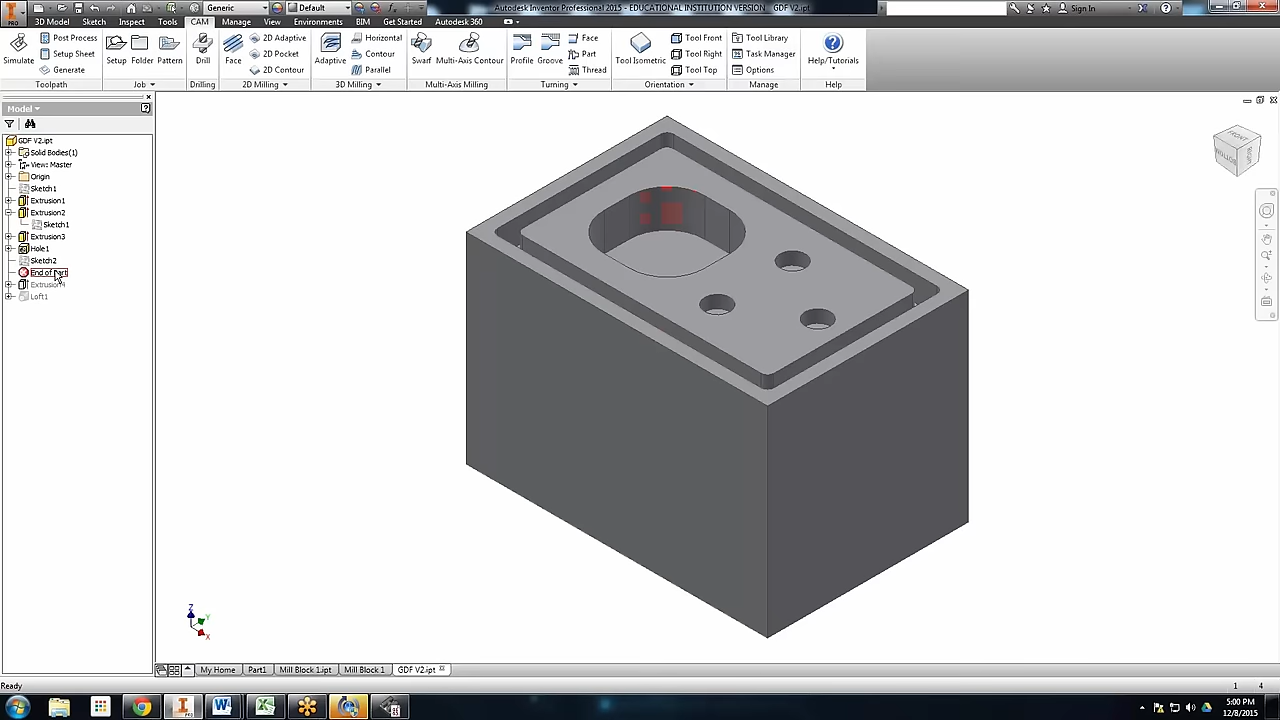 Generic
Default
Autodesk Inventor Professional 2015 - EDUCATIONAL INSTITUTION VERSION GDF V2.ipt
Sign In
PRO
3D Model
Sketch
Inspect
Tools
CAM
Manage
View
Environments
BIM
Get Started
Autodesk 360
Simulate
Post Process
Setup Sheet
Generate
Toolpath
Setup
Folder
Pattern
Job
Drill
Drilling
Face
2D Adaptive
2D Pocket
2D Contour
2D Milling
Adaptive
Horizontal
Contour
Parallel
3D Milling
Swarf
Multi-Axis Contour
Multi-Axis Milling
Profile
Groove
Face
Part
Thread
Turning
Tool Isometric
Tool Front
Tool Right
Tool Top
Orientation
Tool Library
Task Manager
Options
Manage
Help/Tutorials
Help
Model
GDF V2.ipt
Solid Bodies(1)
View: Master
Origin
Sketch1
Extrusion1
Extrusion2
Sketch1
Extrusion3
Hole1
Sketch2
End of Part
Extrusion4
Loft1
FRONT
Z
Y
X
My Home
Part1
Mill Block 1.ipt
Mill Block 1
GDF V2.ipt
Ready
1
4
5:00 PM
12/8/2015